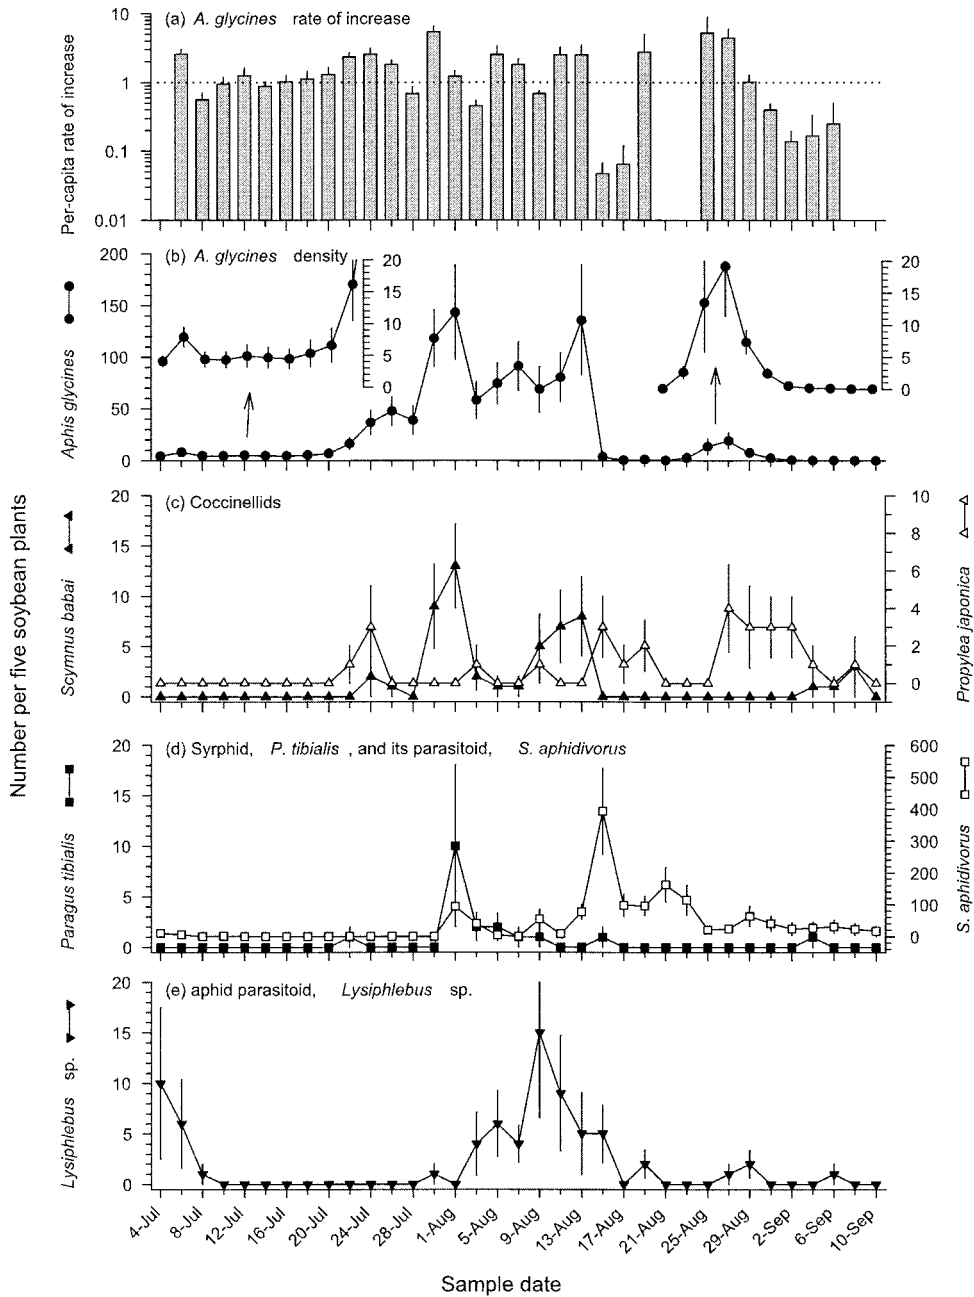 (a) A. glycines rate of increase
Per-capita rate of increase
10
1
0.1
0.01
(b) A. glycines density
Aphis glycines
200
150
100
50
0
20
15
10
5
0
20
15
10
5
0
Number per five soybean plants
(c) Coccinellids
Scymnus babai
20
15
10
5
0
10
8
6
4
2
0
Propylea japonica
(d) Syrphid, P. tibialis, and its parasitoid, S. aphidivorus
Paragus tibialis
20
15
10
5
0
600
500
400
300
200
100
0
S. aphidivorus
(e) aphid parasitoid, Lysiphlebus sp.
Lysiphlebus sp.
20
15
10
5
0
4-Jul
8-Jul
12-Jul
16-Jul
20-Jul
24-Jul
28-Jul
1-Aug
5-Aug
9-Aug
13-Aug
17-Aug
21-Aug
25-Aug
29-Aug
2-Sep
6-Sep
10-Sep
Sample date